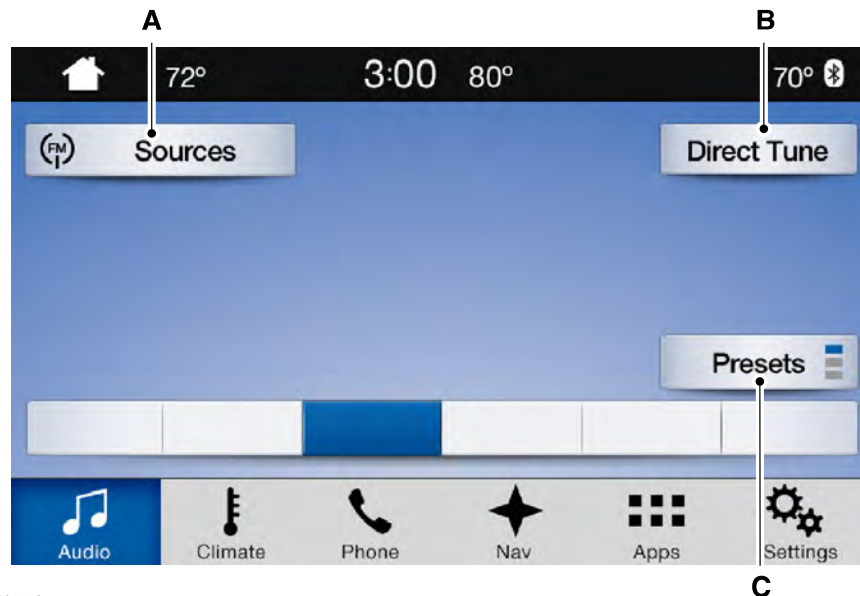 A B
72° 3:00 80° 70°
FM Sources Direct Tune
Presets
Audio Climate Phone Nav Apps Settings
C